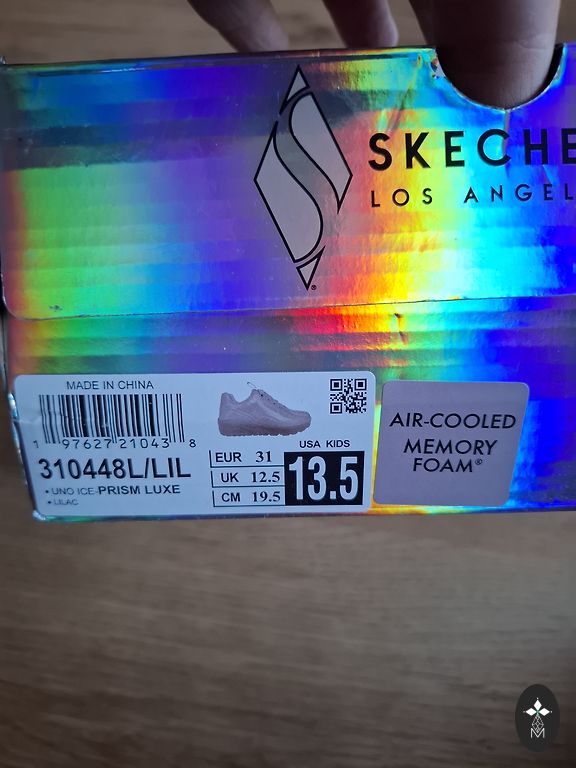 SKECHE
LOS ANGEL
MADE IN CHINA
1 97627 21043 8
310448L/LIL
• UNO ICE-PRISM LUXE
• LILAC
USA KIDS
EUR 31
UK 12.5
CM 19.5
13.5
AIR-COOLED
MEMORY
FOAM®
M